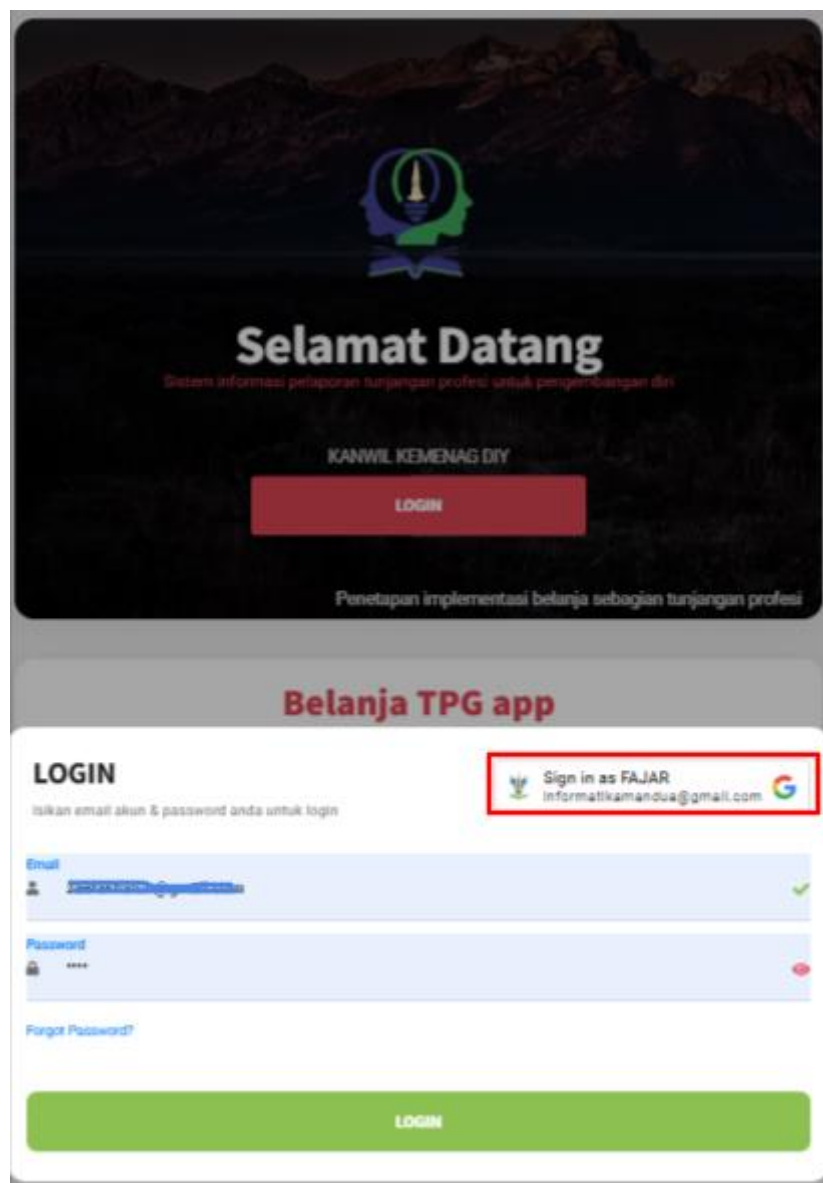 Selamat Datang
Sistem informasi pelaporan tunjangan profesi untuk pengembangan diri
KANWIL KEMENAG DIY
LOGIN
Penetapan implementasi belanja sebagian tunjangan profesi
Belanja TPG app
LOGIN
Isikan email akun & password anda untuk login
Sign in as FAJAR
informatikamandua@gmail.com
Email
Password
••••
Forgot Password?
LOGIN